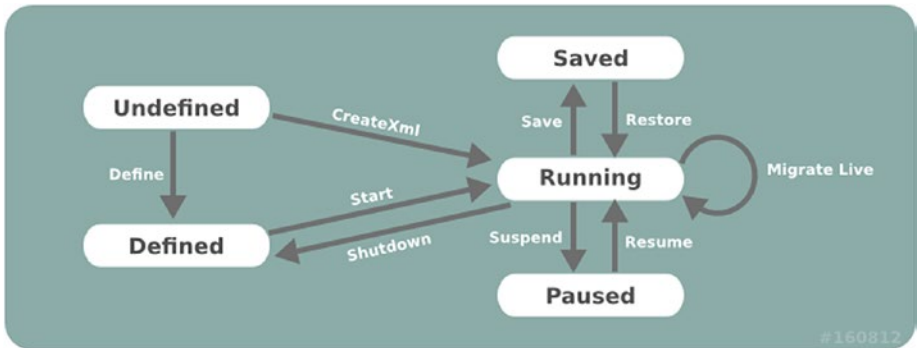 Saved
Undefined
CreateXml
Save
Restore
Define
Running
Migrate Live
Start
Defined
Shutdown
Suspend
Resume
Paused
#160812